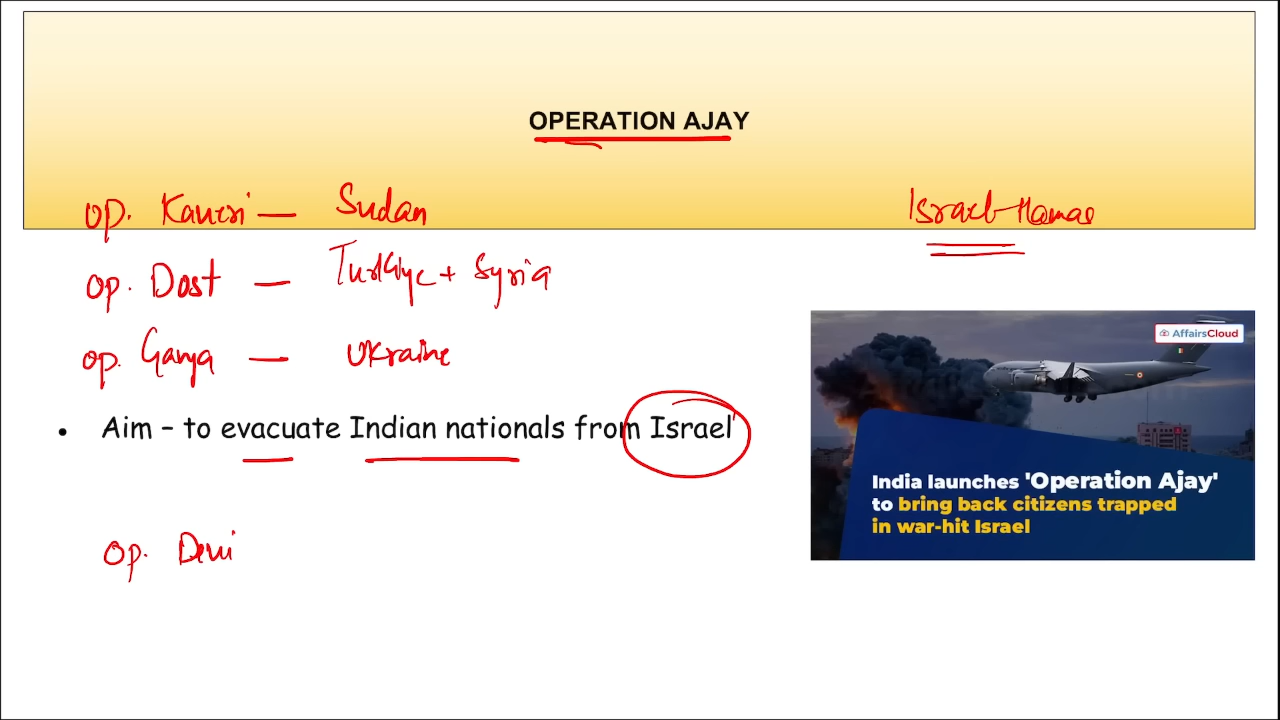 OPERATION AJAY
OP. Kaveri — Sudan
Israel-Hamas
Op. Dost — Turkiye + Syria
Op. Ganga — Ukraine
• Aim – to evacuate Indian nationals from Israel
AffairsCloud
India launches 'Operation Ajay'
to bring back citizens trapped
in war-hit Israel
Op. Devi